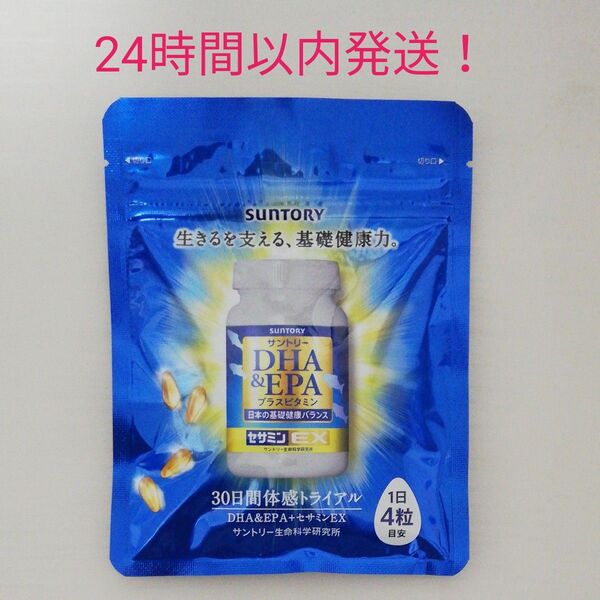 24時間以内発送！
切り口
切り口
SUNTORY
生きるを支える、基礎健康力。
SUNTORY
サントリー
DHA
&EPA
プラスビタミン
日本の基礎健康バランス
セサミンEX
サントリー生命科学研究所
30日間体感トライアル
DHA&EPA+セサミンEX
サントリー生命科学研究所
1日
4粒
目安